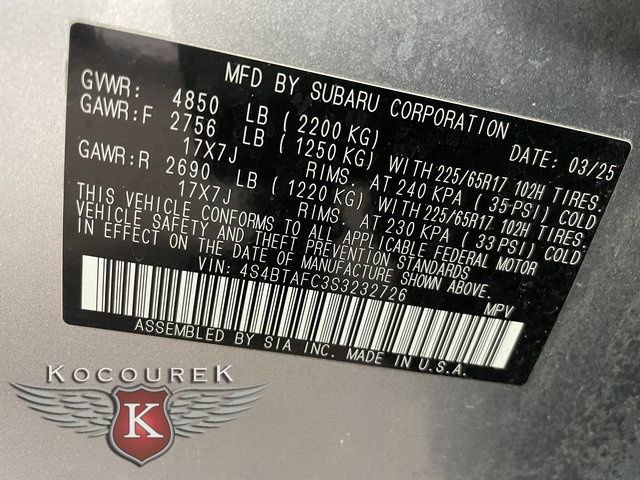 MFD BY SUBARU CORPORATION DATE: 03/25
GVWR: 4850 LB (2200 KG)
GAWR:F 2756 LB (1250 KG) WITH 225/65R17 102H TIRES.
17X7J RIMS. AT 240 KPA (35 PSI) COLD
GAWR:R 2690 LB (1220 KG) WITH 225/65R17 102H TIRES.
17X7J RIMS. AT 230 KPA (33 PSI) COLD
THIS VEHICLE CONFORMS TO ALL APPLICABLE FEDERAL MOTOR
VEHICLE SAFETY AND THEFT PREVENTION STANDARDS
IN EFFECT ON THE DATE OF MANUFACTURE SHOWN ABOVE.
VIN: 4S4BTAFC3S3232726 MPV
ASSEMBLED BY SIA INC. MADE IN U.S.A.
KOCOUREK
K